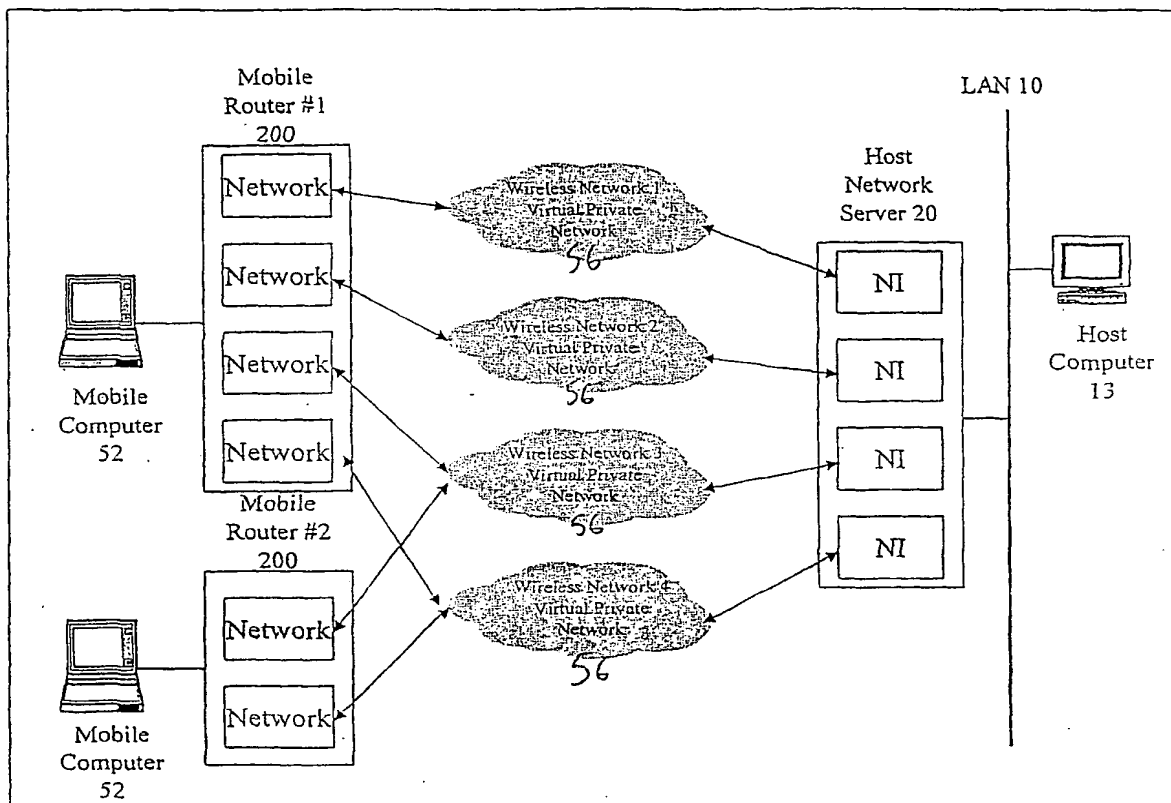 Mobile
Router #1
200
Network
Network
Network
Network
Mobile
Computer
52
Mobile
Router #2
200
Network
Network
Mobile
Computer
52
Wireless Network 1
Virtual Private
Network
56
Wireless Network 2
Virtual Private
Network
56
Wireless Network 3
Virtual Private
Network
56
Wireless Network 4
Virtual Private
Network
56
Host
Network
Server 20
NI
NI
NI
NI
LAN 10
Host
Computer
13